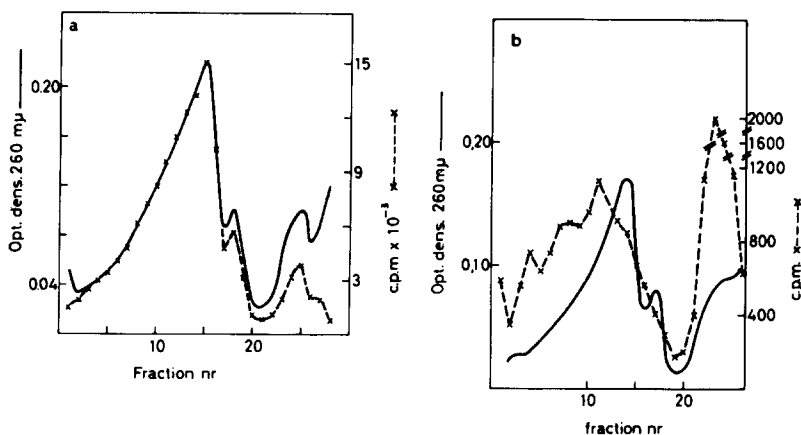 a
0,20
0.04
Opt. dens. 260 mμ
15
9
3
c.p.m x 10⁻³
10
20
Fraction nr
b
0,20
0,10
Opt. dens. 260 mμ
2000
1600
1200
800
400
c.p.m.
10
20
fraction nr